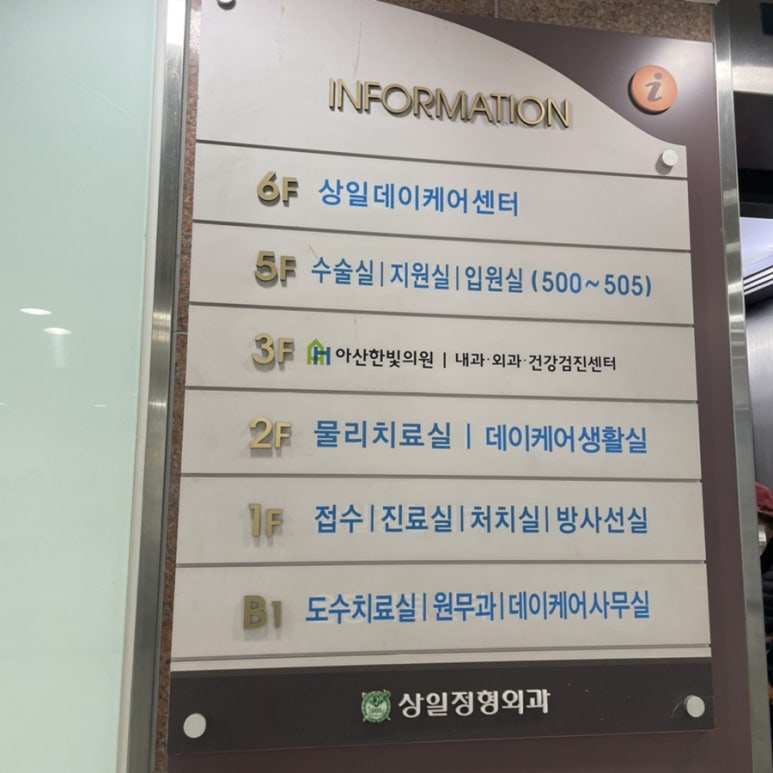 INFORMATION
i
6F 상일데이케어센터
5F 수술실|지원실|입원실 (500~505)
3F 아산한빛의원 | 내과·외과·건강검진센터
2F 물리치료실 | 데이케어생활실
1F 접수|진료실|처치실|방사선실
B1 도수치료실|원무과|데이케어사무실
상일정형외과